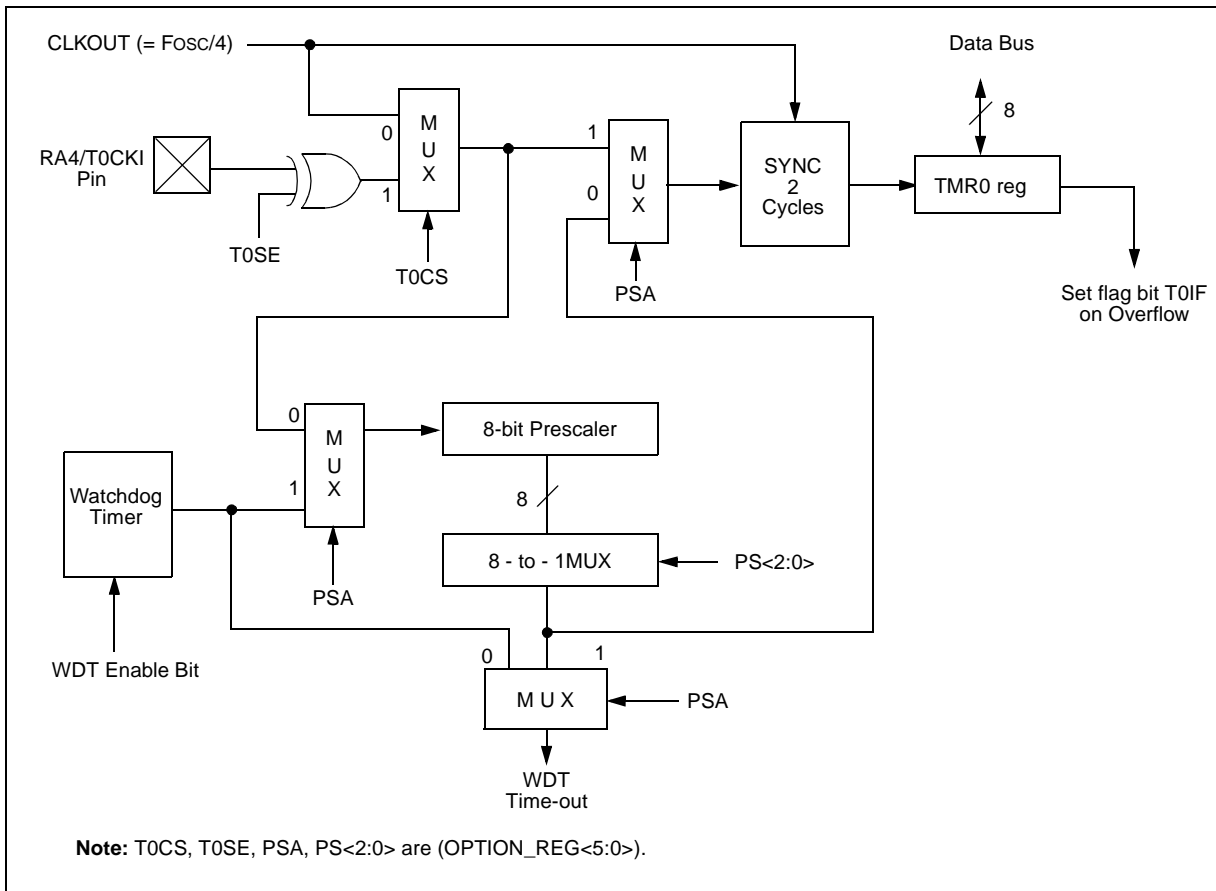 CLKOUT (= FOSC/4)
Data Bus
8
RA4/T0CKI
Pin
T0SE
0
1
M
U
X
T0CS
1
0
M
U
X
PSA
SYNC
2
Cycles
TMR0 reg
Set flag bit T0IF
on Overflow
0
1
M
U
X
PSA
Watchdog
Timer
WDT Enable Bit
8-bit Prescaler
8
8 - to - 1MUX
PS<2:0>
0
1
M U X
PSA
WDT
Time-out
Note: T0CS, T0SE, PSA, PS<2:0> are (OPTION_REG<5:0>).